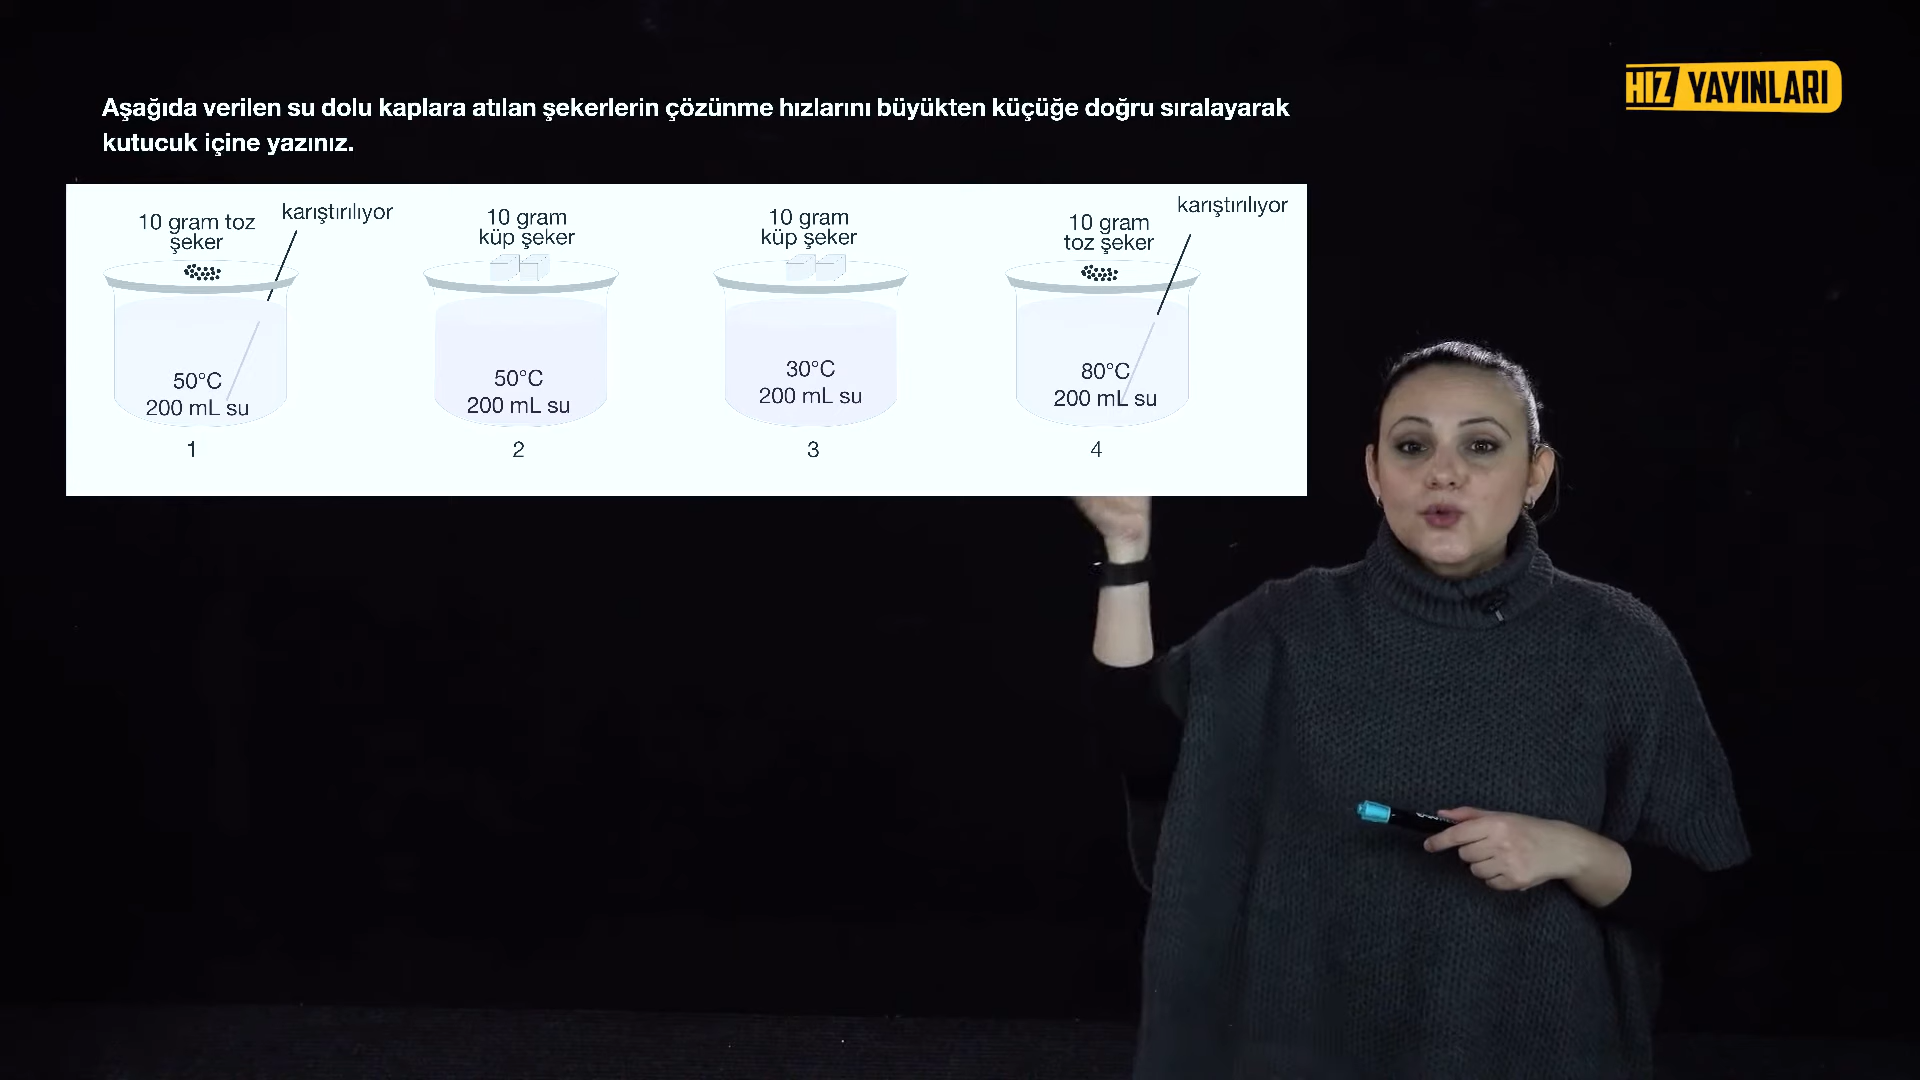 HIZ YAYINLARI
Aşağıda verilen su dolu kaplara atılan şekerlerin çözünme hızlarını büyükten küçüğe doğru sıralayarak
kutucuk içine yazınız.
10 gram toz
şeker
karıştırılıyor
50°C
200 mL su
1
10 gram
küp şeker
50°C
200 mL su
2
10 gram
küp şeker
30°C
200 mL su
3
10 gram
toz şeker
karıştırılıyor
80°C
200 mL su
4